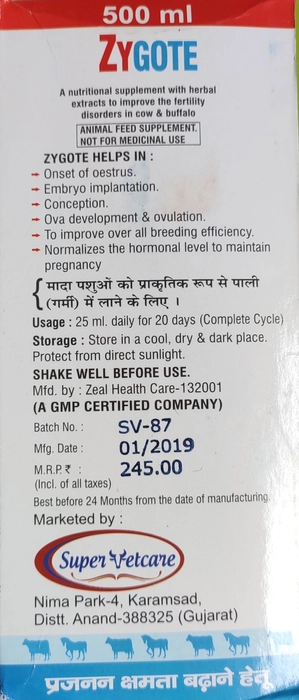 500 ml
ZYGOTE
A nutritional supplement with herbal
extracts to improve the fertility
disorders in cow & buffalo
ANIMAL FEED SUPPLEMENT.
NOT FOR MEDICINAL USE
ZYGOTE HELPS IN :
→ Onset of oestrus.
→ Embryo implantation.
→ Conception.
→ Ova development & ovulation.
→ To improve over all breeding efficiency.
→ Normalizes the hormonal level to maintain
pregnancy
{ मादा पशुओं को प्राकृतिक रूप से पाली
(गर्मी) में लाने के लिए ।
Usage : 25 ml. daily for 20 days (Complete Cycle)
Storage : Store in a cool, dry & dark place.
Protect from direct sunlight.
SHAKE WELL BEFORE USE.
Mfd. by : Zeal Health Care-132001
(A GMP CERTIFIED COMPANY)
Batch No. : SV-87
Mfg. Date : 01/2019
M.R.P. ₹ : 245.00
(Incl. of all taxes)
Best before 24 Months from the date of manufacturing.
Marketed by :
Super Vetcare
Nima Park-4, Karamsad,
Distt. Anand-388325 (Gujarat)
प्रजनन क्षमता बढ़ाने हेतू